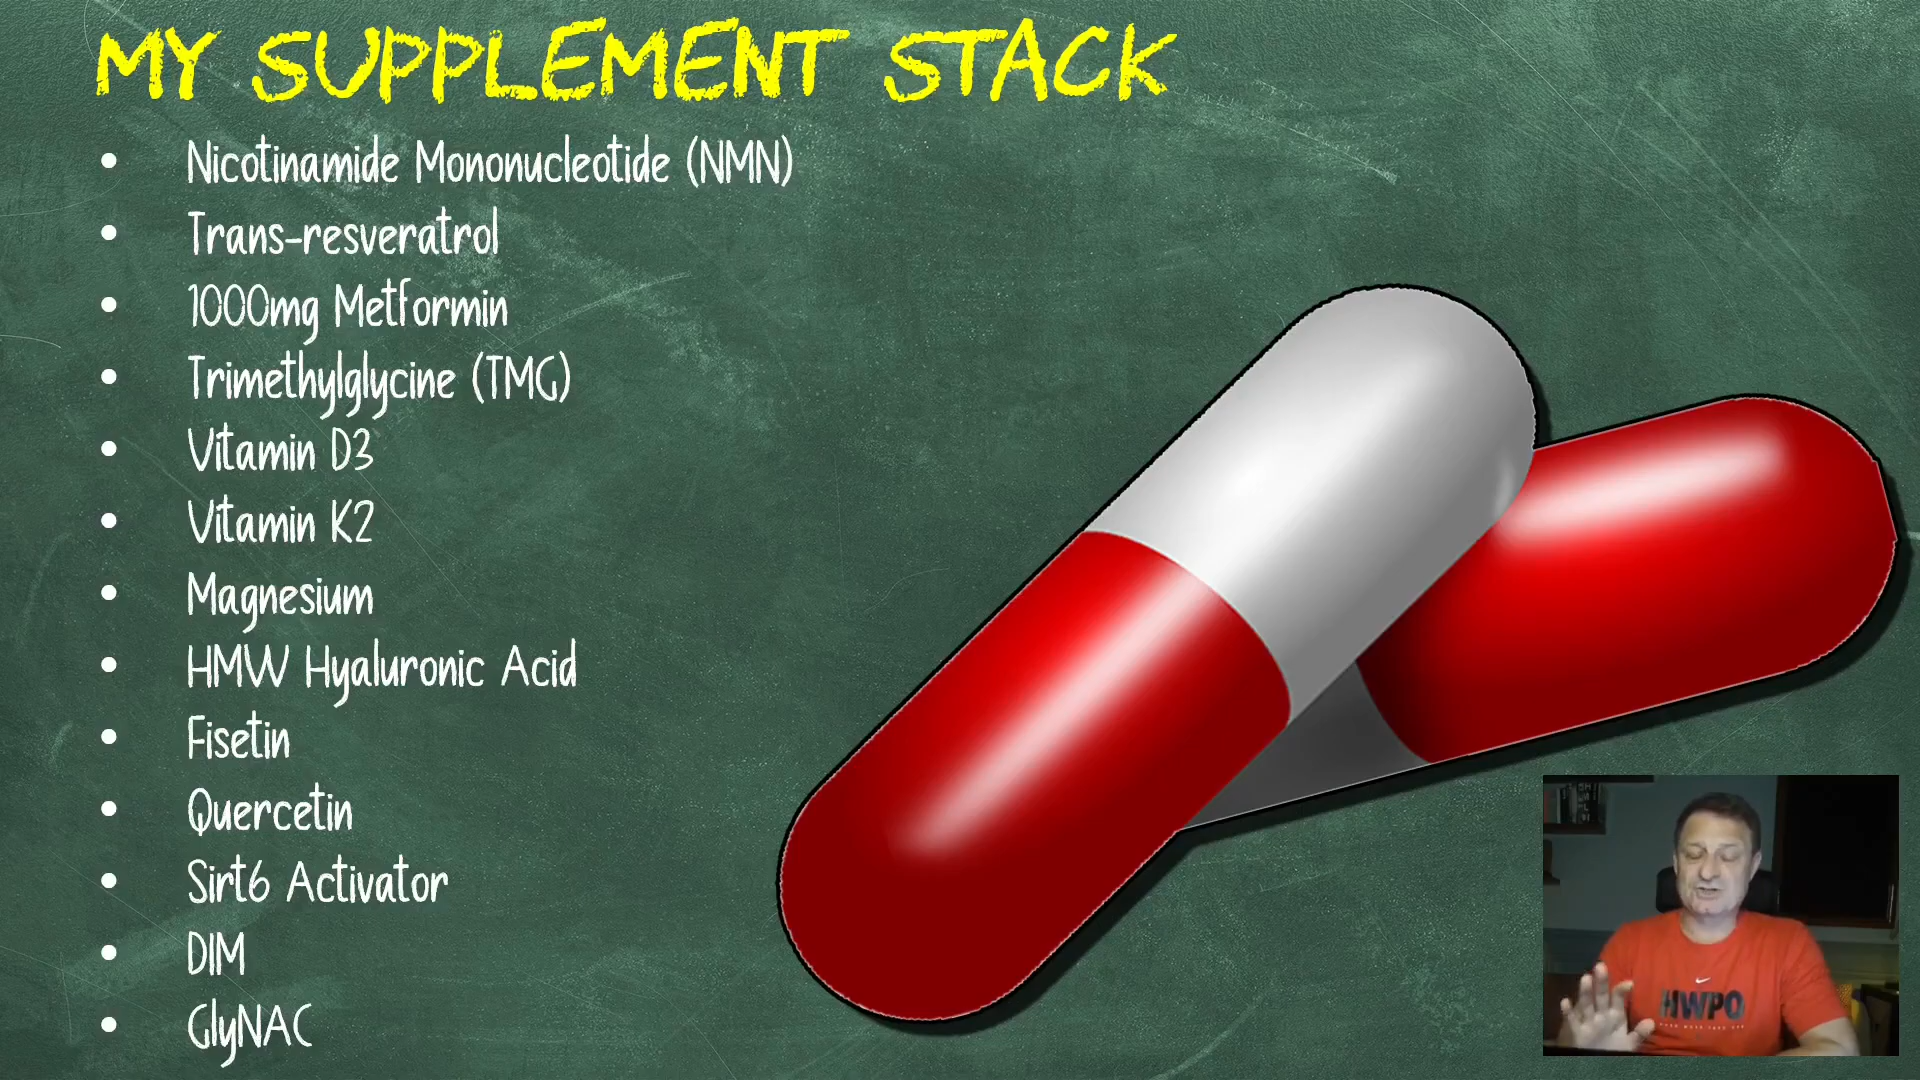 MY SUPPLEMENT STACK
• Nicotinamide Mononucleotide (NMN)
• Trans-resveratrol
• 1000mg Metformin
• Trimethylglycine (TMG)
• Vitamin D3
• Vitamin K2
• Magnesium
• HMW Hyaluronic Acid
• Fisetin
• Quercetin
• Sirt6 Activator
• DIM
• GlyNAC
HWPO